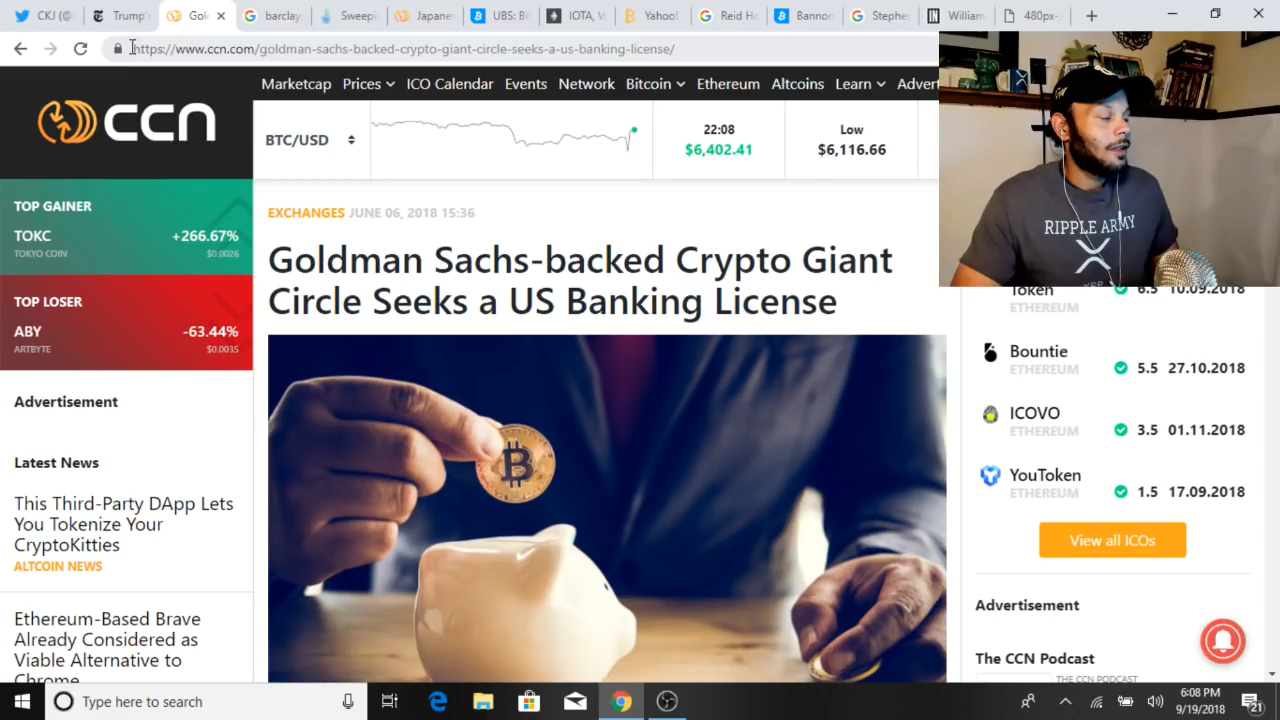 CKJ (@
Trump's
Gol
barclay
Sweepi
Japane
UBS: Bi
IOTA, V
Yahoo!
Reid Ho
Bannon
Stephen
William
480px-
https://www.ccn.com/goldman-sachs-backed-crypto-giant-circle-seeks-a-us-banking-license/
ccn
Marketcap Prices ICO Calendar Events Network Bitcoin Ethereum Altcoins Learn Advert
BTC/USD
22:08
$6,402.41
Low
$6,116.66
TOP GAINER
TOKC +266.67%
TOKYO COIN $0.0026
TOP LOSER
ABY -63.44%
ARTBYTE $0.0035
Advertisement
Latest News
This Third-Party DApp Lets
You Tokenize Your
CryptoKitties
ALTCOIN NEWS
Ethereum-Based Brave
Already Considered as
Viable Alternative to
Chrome
EXCHANGES JUNE 06, 2018 15:36
Goldman Sachs-backed Crypto Giant
Circle Seeks a US Banking License
RIPPLE ARMY
Token 6.5 10.09.2018
ETHEREUM
Bountie 5.5 27.10.2018
ETHEREUM
ICOVO 3.5 01.11.2018
ETHEREUM
YouToken 1.5 17.09.2018
ETHEREUM
View all ICOs
Advertisement
The CCN Podcast
THE CCN PODCAST
Type here to search
6:08 PM
9/19/2018
21